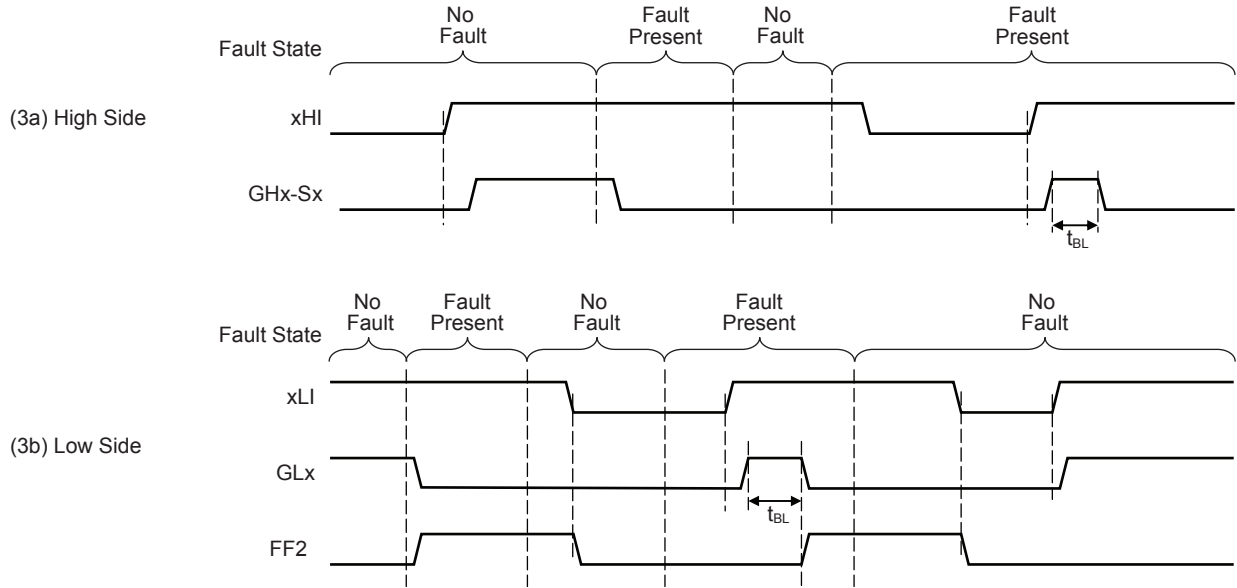 No
Fault
Fault
Present
No
Fault
Fault
Present
Fault State
(3a) High Side
xHI
GHx-Sx
tBL
No
Fault
Fault
Present
No
Fault
Fault
Present
No
Fault
Fault State
xLI
(3b) Low Side
GLx
tBL
FF2